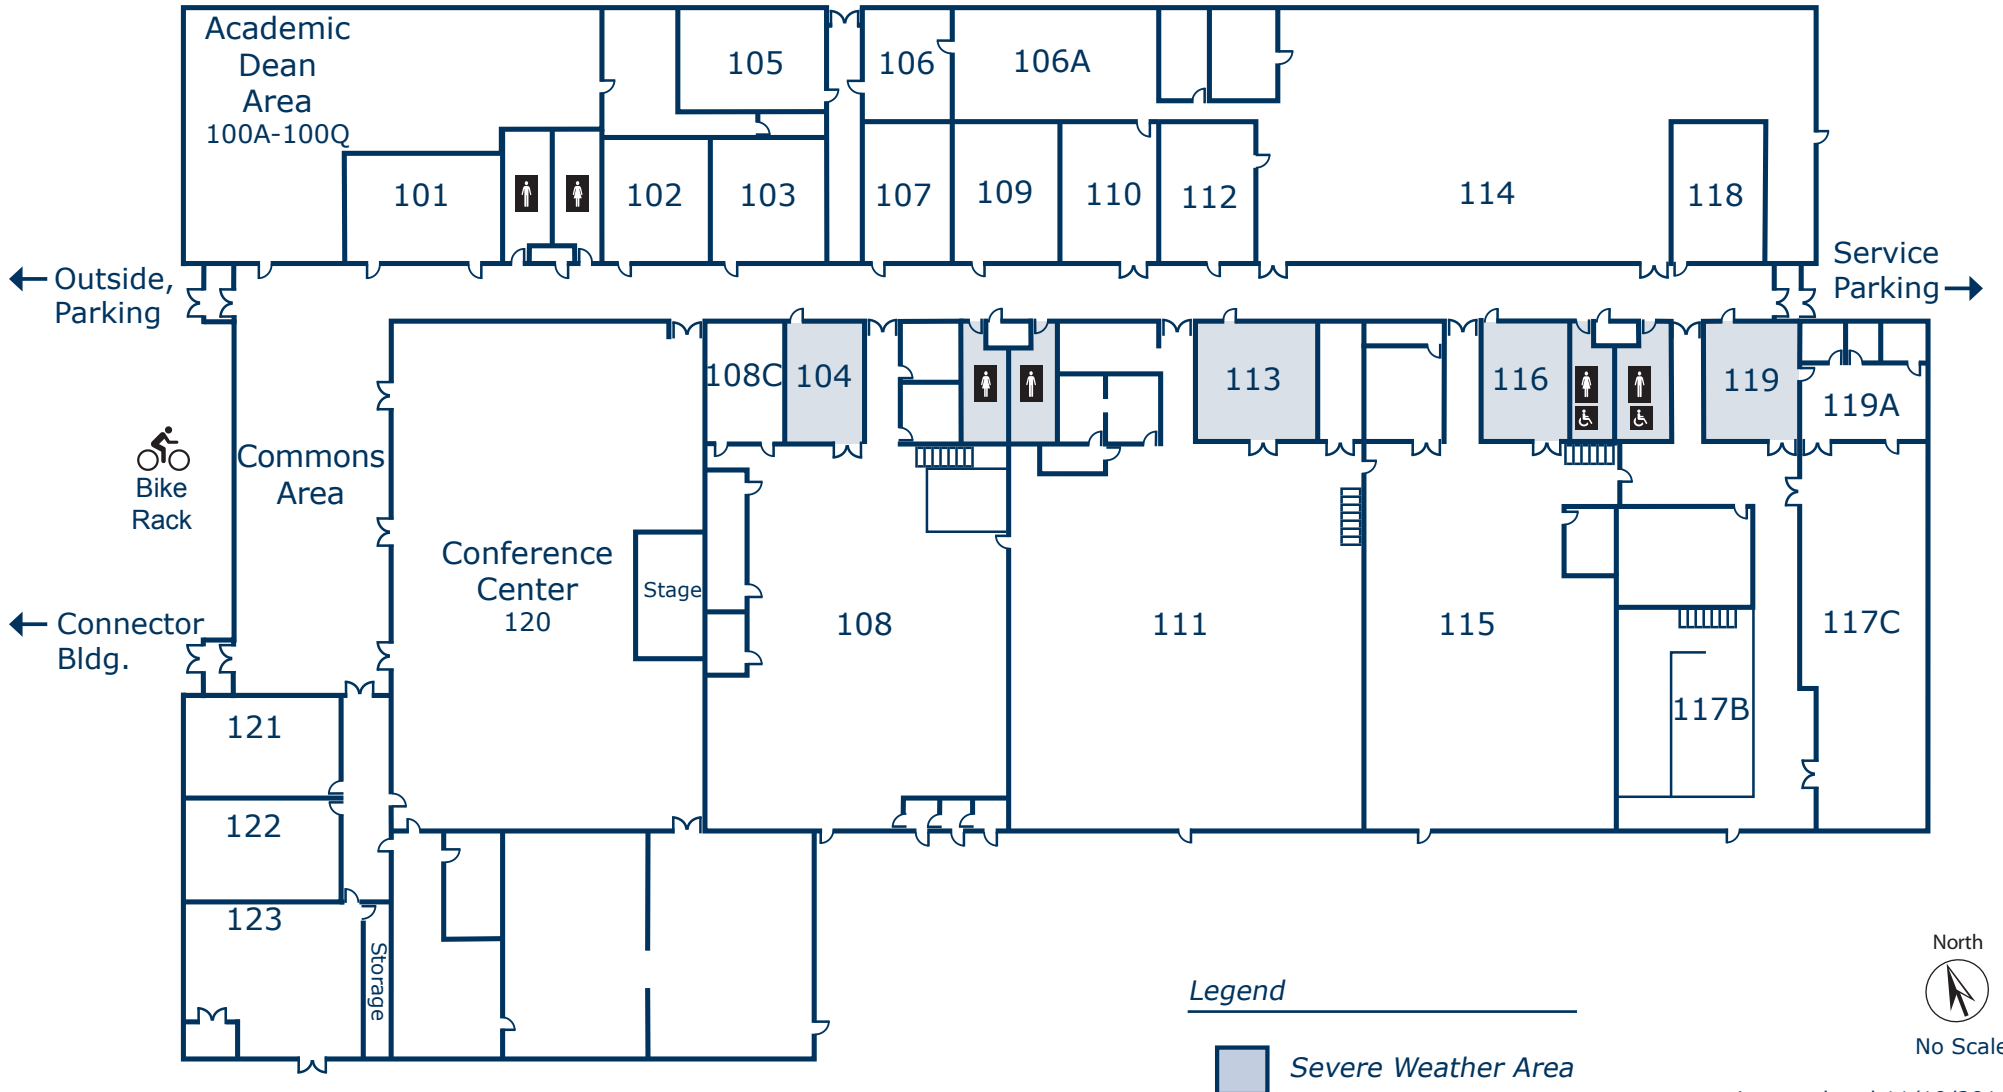 Academic
Dean
Area
100A-100Q
105
106
106A
101
102
103
107
109
110
112
114
118
Outside,
Parking
Service
Parking
108C
104
113
116
119
119A
Commons
Area
Bike
Rack
Conference
Center
120
Stage
Connector
Bldg.
108
111
115
117C
117B
121
122
123
Storage
North
No Scale
Legend
Severe Weather Area